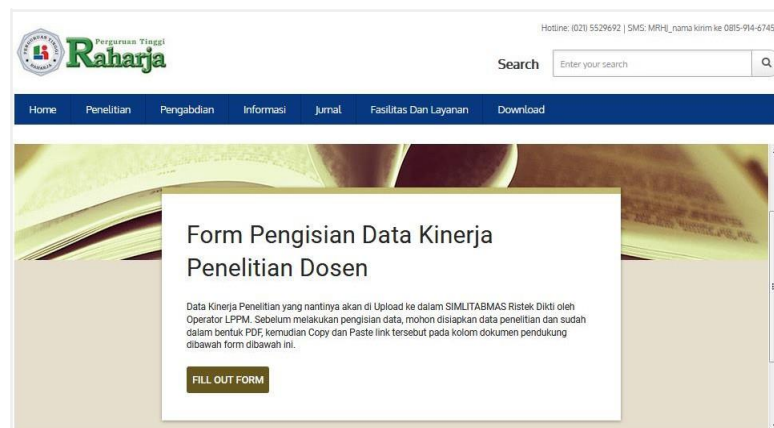 Hotline: (021) 5529692 | SMS: MRHJ_nama kirim ke 0815-914-6745
Perguruan Tinggi
Raharja
Search
Enter your search
Home Penelitian Pengabdian Informasi Jurnal Fasilitas Dan Layanan Download
Form Pengisian Data Kinerja
Penelitian Dosen
Data Kinerja Penelitian yang nantinya akan di Upload ke dalam SIMLITABMAS Ristek Dikti oleh
Operator LPPM. Sebelum melakukan pengisian data, mohon disiapkan data penelitian dan sudah
dalam bentuk PDF, kemudian Copy dan Paste link tersebut pada kolom dokumen pendukung
dibawah form dibawah ini.
FILL OUT FORM